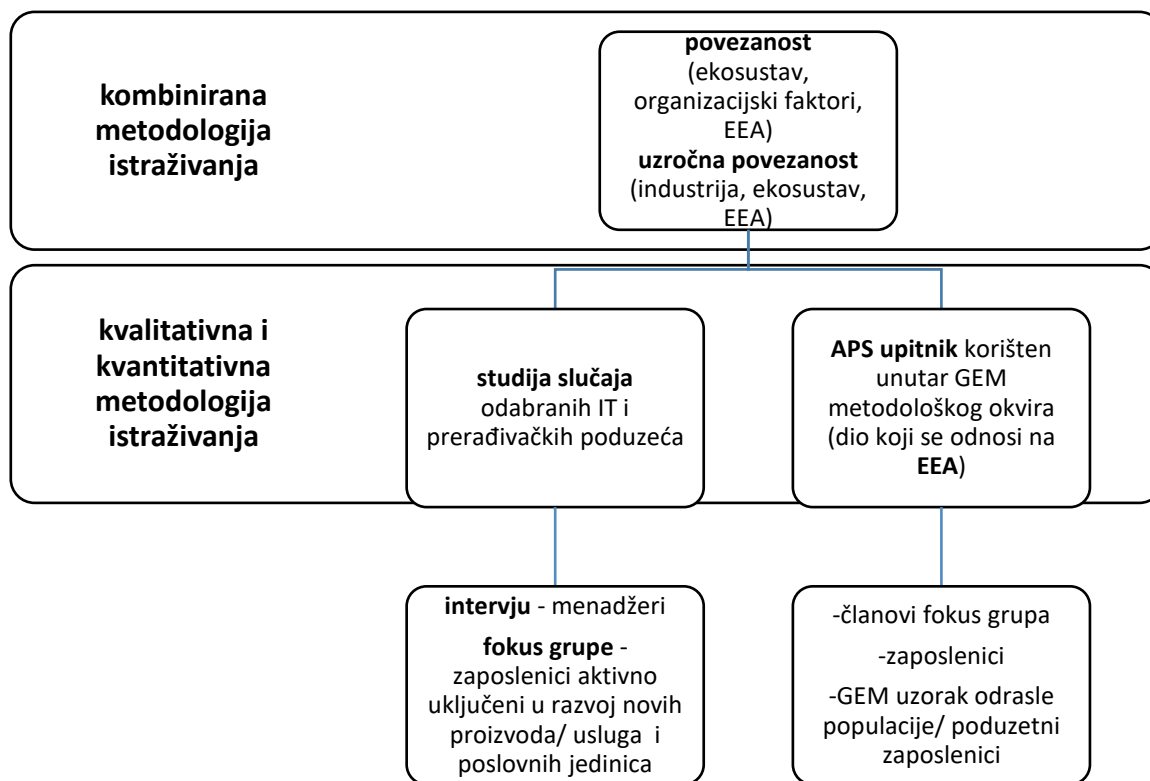 kombinirana
metodologija
istraživanja
povezanost
(ekosustav,
organizacijski faktori,
EEA)
uzročna povezanost
(industrija, ekosustav,
EEA)
kvalitativna i
kvantitativna
metodologija
istraživanja
studija slučaja
odabranih IT i
prerađivačkih poduzeća
APS upitnik korišten
unutar GEM
metodološkog okvira
(dio koji se odnosi na
EEA)
intervju - menadžeri
fokus grupe -
zaposlenici aktivno
uključeni u razvoj novih
proizvoda/ usluga i
poslovnih jedinica
-članovi fokus grupa
-zaposlenici
-GEM uzorak odrasle
populacije/ poduzetni
zaposlenici